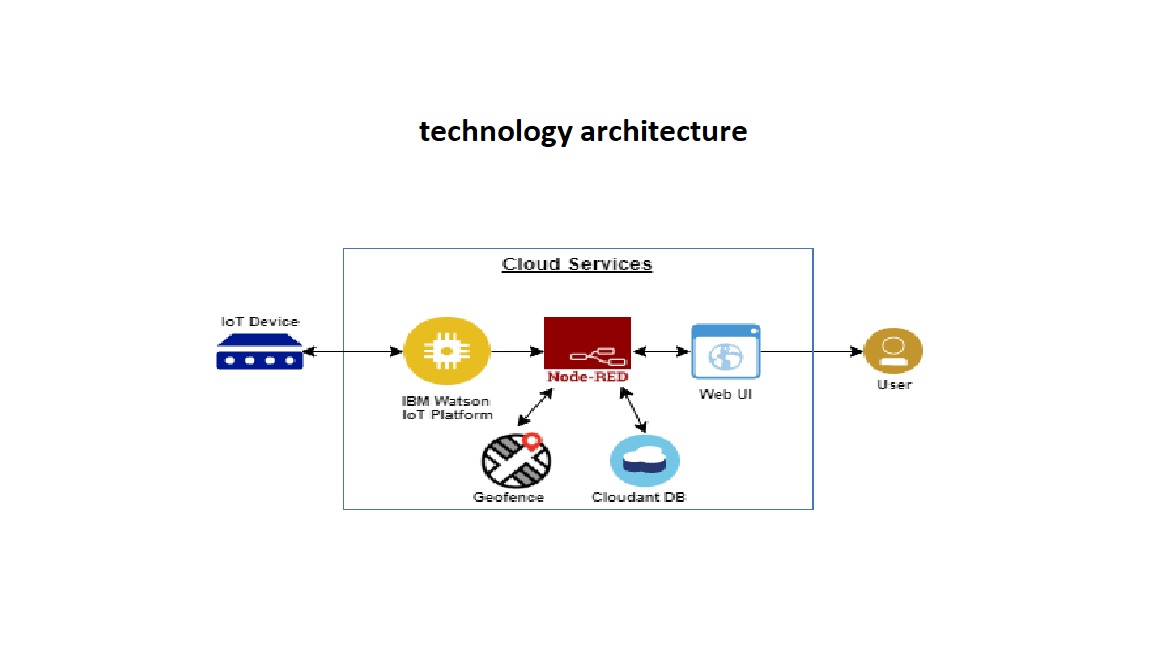 technology architecture
Cloud Services
IoT Device
Node-RED
User
Web UI
IBM Watson
IoT Platform
Geofence
Cloudant DB